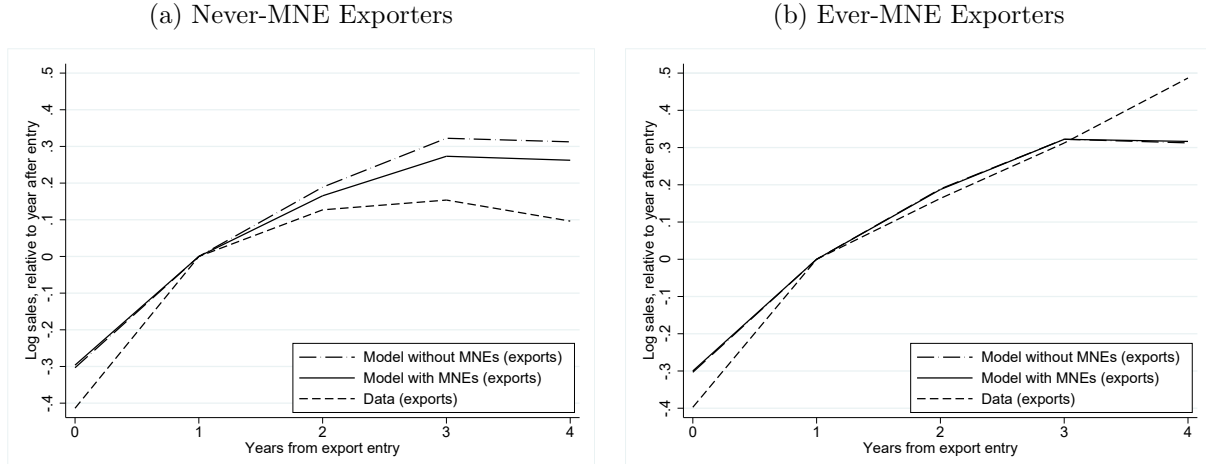 (a) Never-MNE Exporters
Log sales, relative to year after entry
.5
.4
.3
.2
.1
0
-.1
-.2
-.3
-.4
0 1 2 3 4
Years from export entry
Model without MNEs (exports)
Model with MNEs (exports)
Data (exports)
(b) Ever-MNE Exporters
Log sales, relative to year after entry
.5
.4
.3
.2
.1
0
-.1
-.2
-.3
-.4
0 1 2 3 4
Years from export entry
Model without MNEs (exports)
Model with MNEs (exports)
Data (exports)